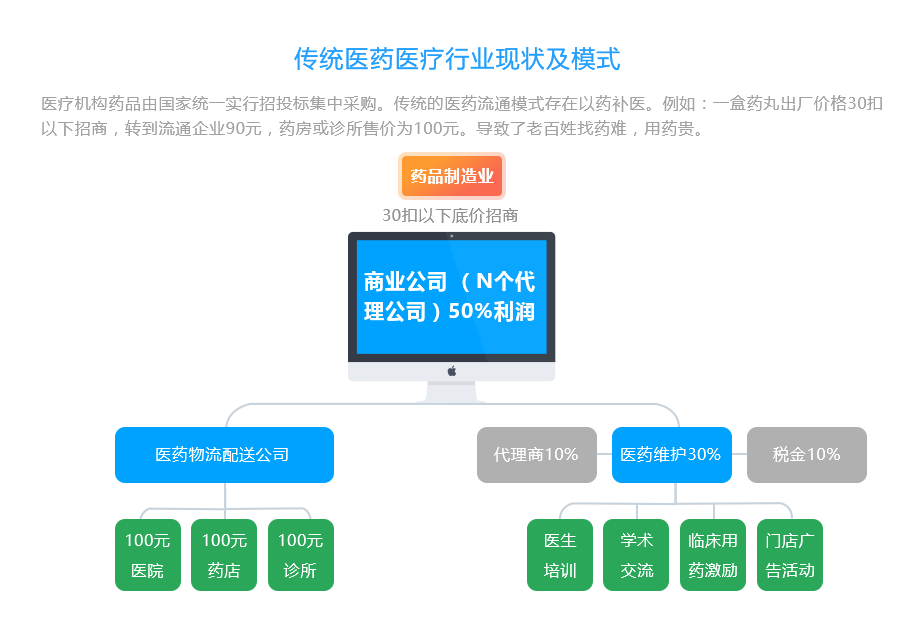 传统医药医疗行业现状及模式
医疗机构药品由国家统一实行招投标集中采购。传统的医药流通模式存在以药补医。例如：一盒药丸出厂价格30扣
以下招商，转到流通企业90元，药房或诊所售价为100元。导致了老百姓找药难，用药贵。
药品制造业
30扣以下底价招商
商业公司（N个代
理公司）50%利润
医药物流配送公司
代理商10%
医药维护30%
税金10%
100元
医院
100元
药店
100元
诊所
医生
培训
学术
交流
临床用
药激励
门店广
告活动